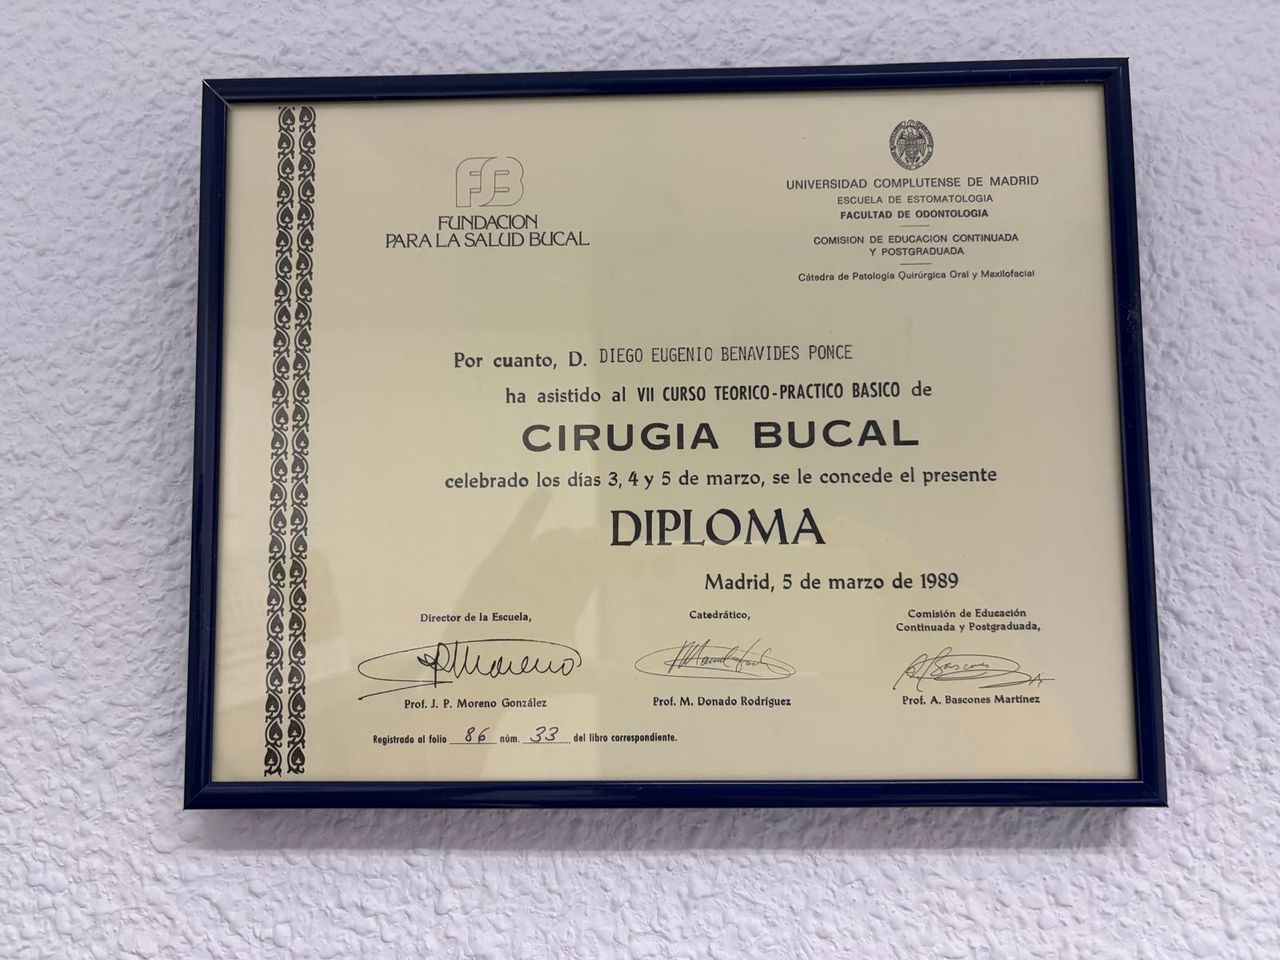 FSB
FUNDACION
PARA LA SALUD BUCAL
UNIVERSIDAD COMPLUTENSE DE MADRID
ESCUELA DE ESTOMATOLOGIA
FACULTAD DE ODONTOLOGIA
COMISION DE EDUCACION CONTINUADA
Y POSTGRADUADA
Cátedra de Patología Quirúrgica Oral y Maxilofacial
Por cuanto, D. DIEGO EUGENIO BENAVIDES PONCE
ha asistido al VII CURSO TEORICO-PRACTICO BASICO de
CIRUGIA BUCAL
celebrado los días 3, 4 y 5 de marzo, se le concede el presente
DIPLOMA
Madrid, 5 de marzo de 1989
Director de la Escuela,
Prof. J. P. Moreno González
Catedrático,
Prof. M. Donado Rodríguez
Comisión de Educación
Continuada y Postgraduada,
Prof. A. Bascones Martínez
Registrado al folio 86 núm. 33 del libro correspondiente.